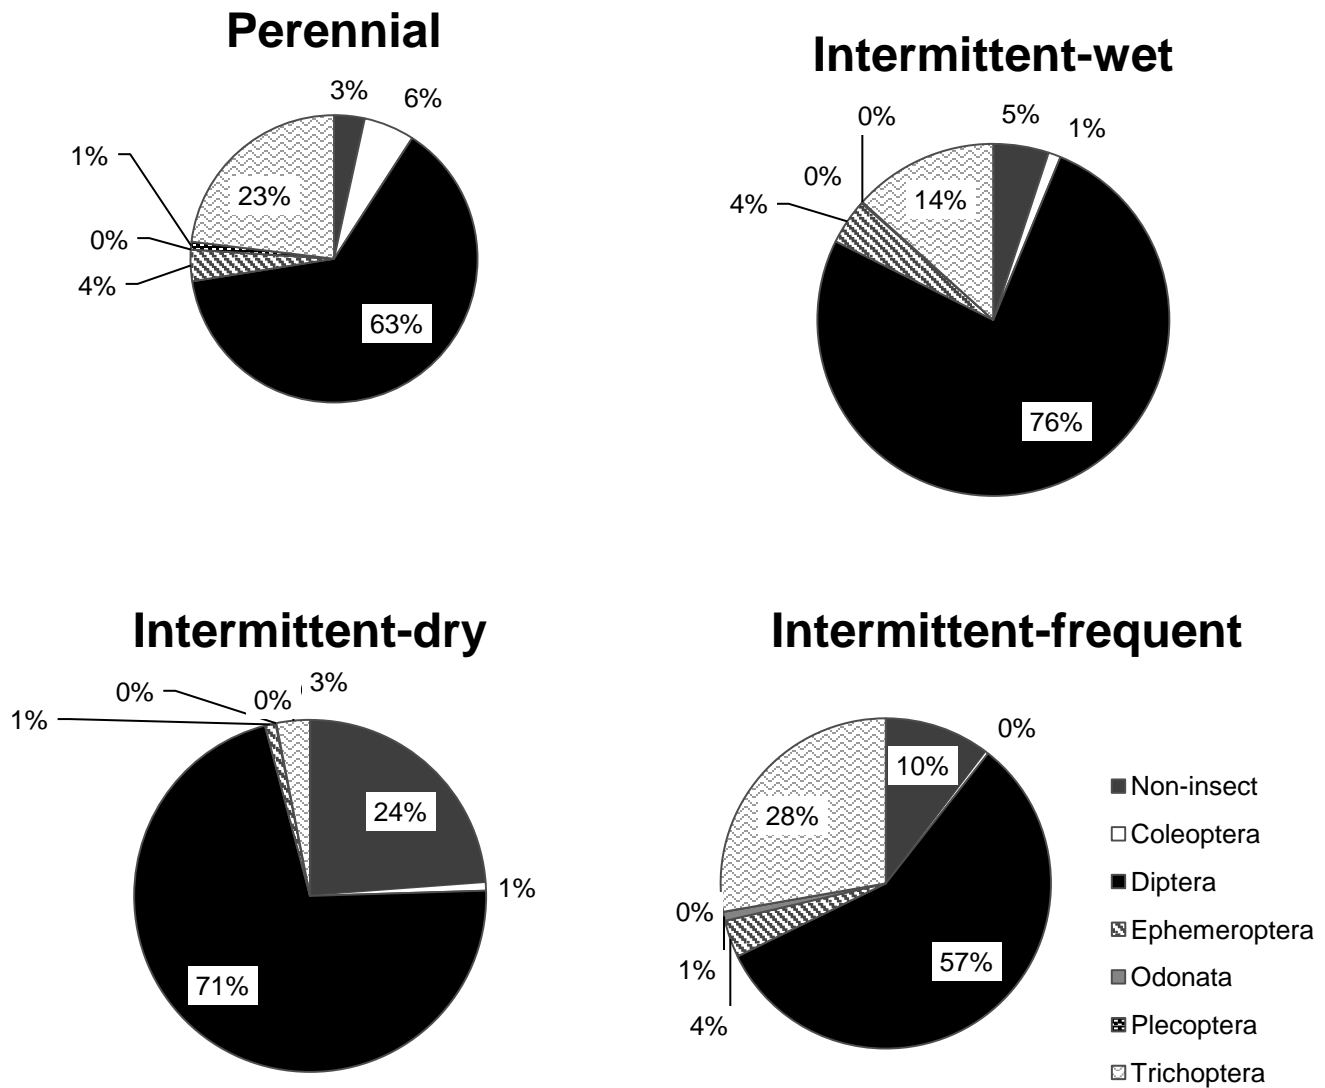 Perennial
3%
6%
1%
23%
0%
4%
63%
Intermittent-wet
0%
5%
1%
0%
4%
14%
76%
Intermittent-dry
0%
0%
3%
1%
24%
1%
71%
Intermittent-frequent
0%
10%
28%
0%
1%
57%
4%
Non-insect
Coleoptera
Diptera
Ephemeroptera
Odonata
Plecoptera
Trichoptera